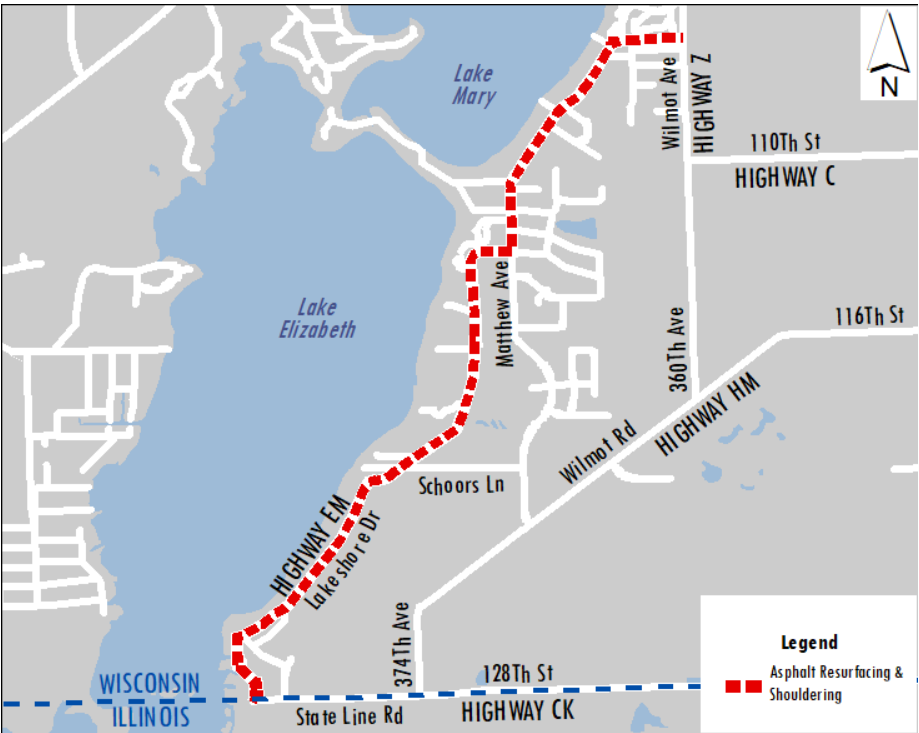 Lake
Mary
Wilmot Ave
HIGHWAY Z
N
110Th St
HIGHWAY C
Lake
Elizabeth
Matthew Ave
360Th Ave
116Th St
HIGHWAY HM
Wilmot Rd
Schoors Ln
HIGHWAY EM
Lakeshore Dr
374Th Ave
Legend
Asphalt Resurfacing &
Shouldering
WISCONSIN
ILLINOIS
128Th St
State Line Rd
HIGHWAY CK